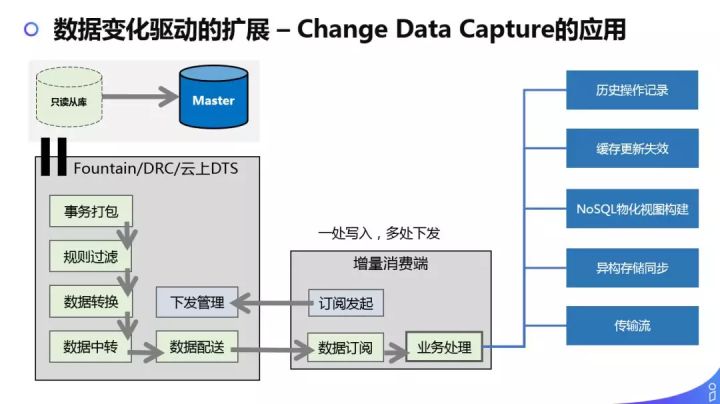 数据变化驱动的扩展 – Change Data Capture的应用
只读从库
Master
Fountain/DRC/云上DTS
事务打包
规则过滤
数据转换
下发管理
数据中转
数据配送
一处写入，多处下发
增量消费端
订阅发起
数据订阅
业务处理
历史操作记录
缓存更新失效
NoSQL物化视图构建
异构存储同步
传输流